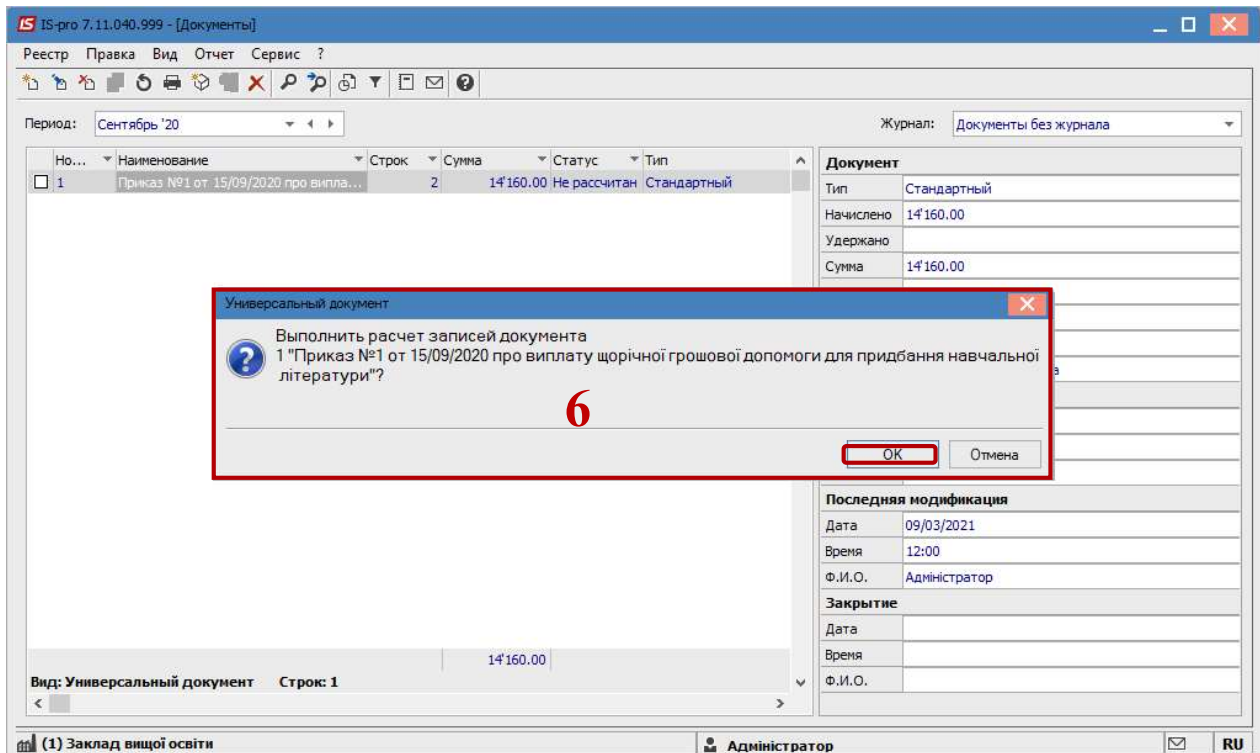 IS-pro 7.11.040.999 - [Документы]
Реестр Правка Вид Отчет Сервис ?
Период: Сентябрь '20 Журнал: Документы без журнала
Но... Наименование Строк Сумма Статус Тип
1 Приказ №1 от 15/09/2020 про випла... 2 14'160.00 Не рассчитан Стандартный
Документ
Тип Стандартный
Начислено 14'160.00
Удержано
Сумма 14'160.00
Универсальный документ
Выполнить расчет записей документа
1 "Приказ №1 от 15/09/2020 про виплату щорічної грошової допомоги для придбання навчальної
літератури"?
6
OK Отмена
Последняя модификация
Дата 09/03/2021
Время 12:00
Ф.И.О. Адміністратор
Закрытие
Дата
Время
Ф.И.О.
14'160.00
Вид: Универсальный документ Строк: 1
(1) Заклад вищої освіти Адміністратор RU